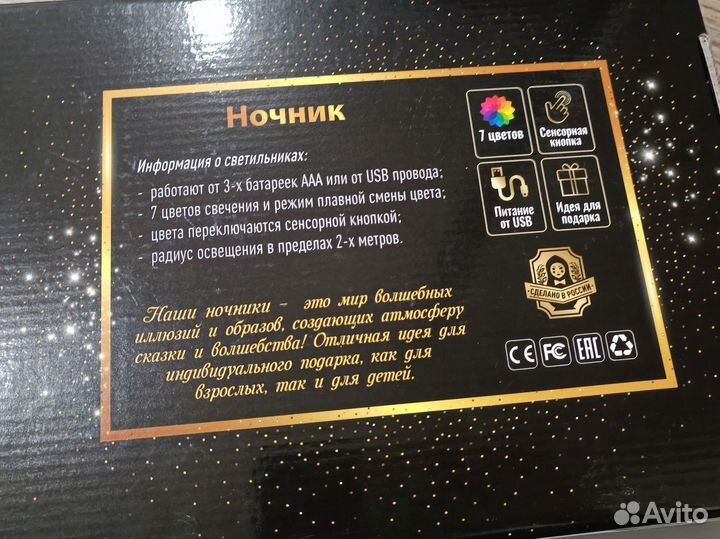 Ночник
Информация о светильниках:
- работают от 3-х батареек ААА или от USB провода;
- 7 цветов свечения и режим плавной смены цвета;
- цвета переключаются сенсорной кнопкой;
- радиус освещения в пределах 2-х метров.
Наши ночники – это мир волшебных
иллюзий и образов, создающих атмосферу
сказки и волшебства! Отличная идея для
индивидуального подарка, как для
взрослых, так и для детей.
7 цветов
Сенсорная
кнопка
Питание
от USB
Идея для
подарка
СДЕЛАНО В РОССИИ
CE FC EAC
Avito